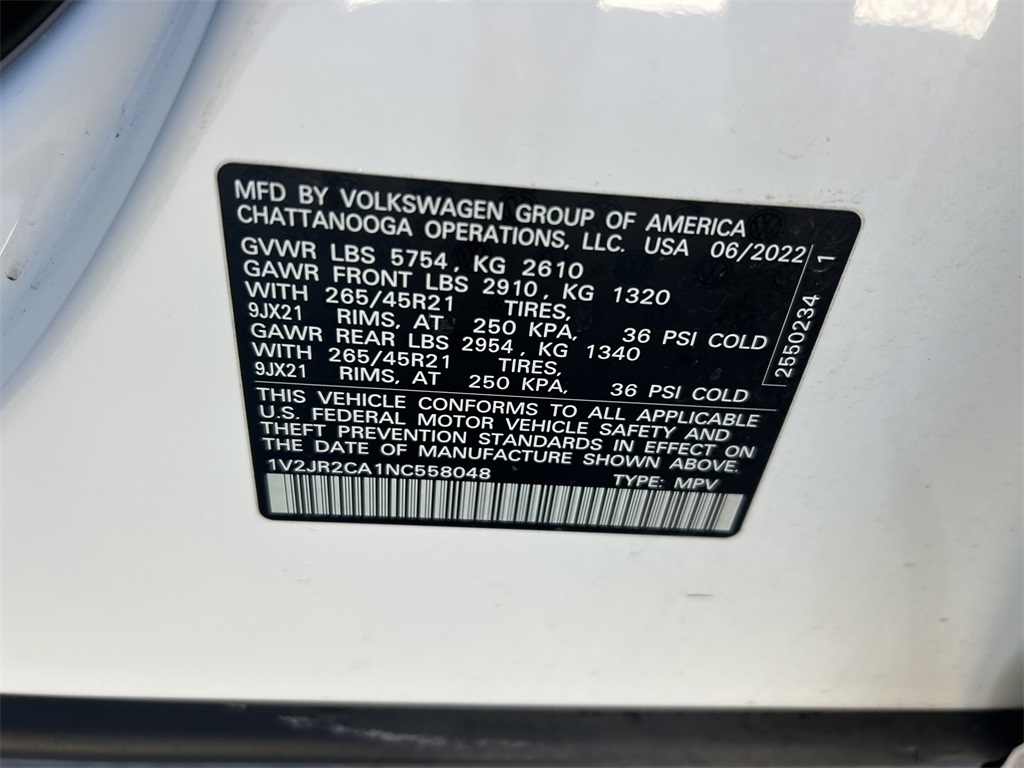 MFD BY VOLKSWAGEN GROUP OF AMERICA
CHATTANOOGA OPERATIONS, LLC. USA 06/2022
GVWR LBS 5754, KG 2610
GAWR FRONT LBS 2910, KG 1320
WITH 265/45R21 TIRES,
9JX21 RIMS, AT 250 KPA, 36 PSI COLD
GAWR REAR LBS 2954, KG 1340
WITH 265/45R21 TIRES,
9JX21 RIMS, AT 250 KPA, 36 PSI COLD
2550234 1
THIS VEHICLE CONFORMS TO ALL APPLICABLE
U.S. FEDERAL MOTOR VEHICLE SAFETY AND
THEFT PREVENTION STANDARDS IN EFFECT ON
THE DATE OF MANUFACTURE SHOWN ABOVE.
1V2JR2CA1NC558048 TYPE: MPV